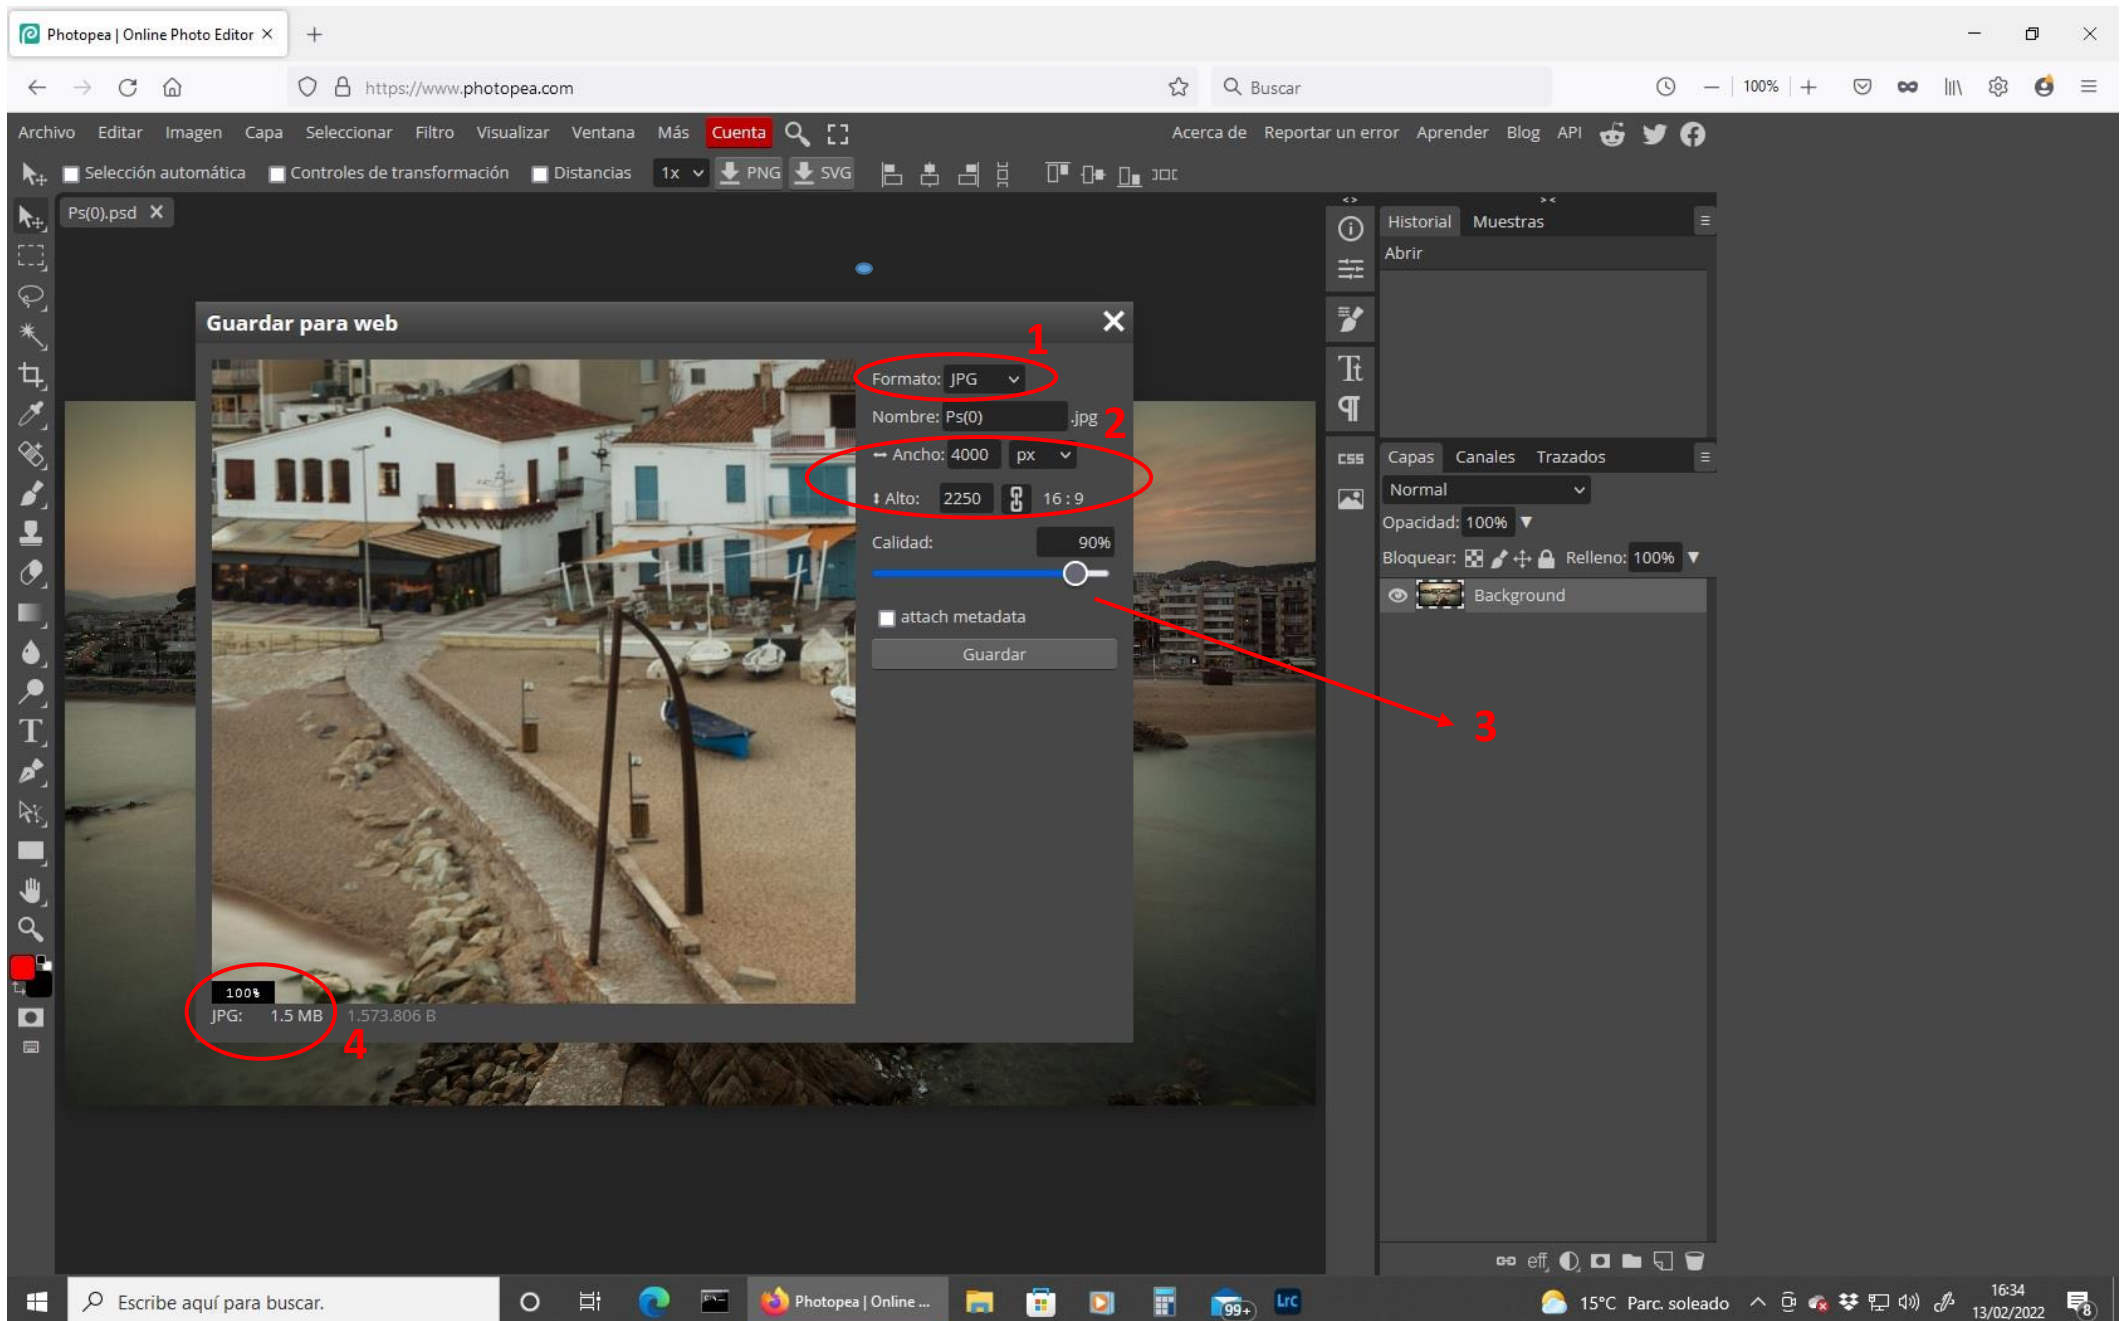 Photopea | Online Photo Editor
https://www.photopea.com
Buscar
100%
Archivo Editar Imagen Capa Seleccionar Filtro Visualizar Ventana Más Cuenta
Acerca de Reportar un error Aprender Blog API
Selección automática Controles de transformación Distancias 1x PNG SVG
Ps(0).psd
Historial Muestras
Abrir
Guardar para web
1
Formato: JPG
Nombre: Ps(0) .jpg
2
Ancho: 4000 px
Alto: 2250 16 : 9
Calidad: 90%
attach metadata
Guardar
3
100%
JPG: 1.5 MB 1.573.806 B
4
CSS
Capas Canales Trazados
Normal
Opacidad: 100%
Bloquear: Relleno: 100%
Background
eff
Escribe aquí para buscar.
Photopea | Online ...
99+
Lrc
15°C Parc. soleado
16:34
13/02/2022
8